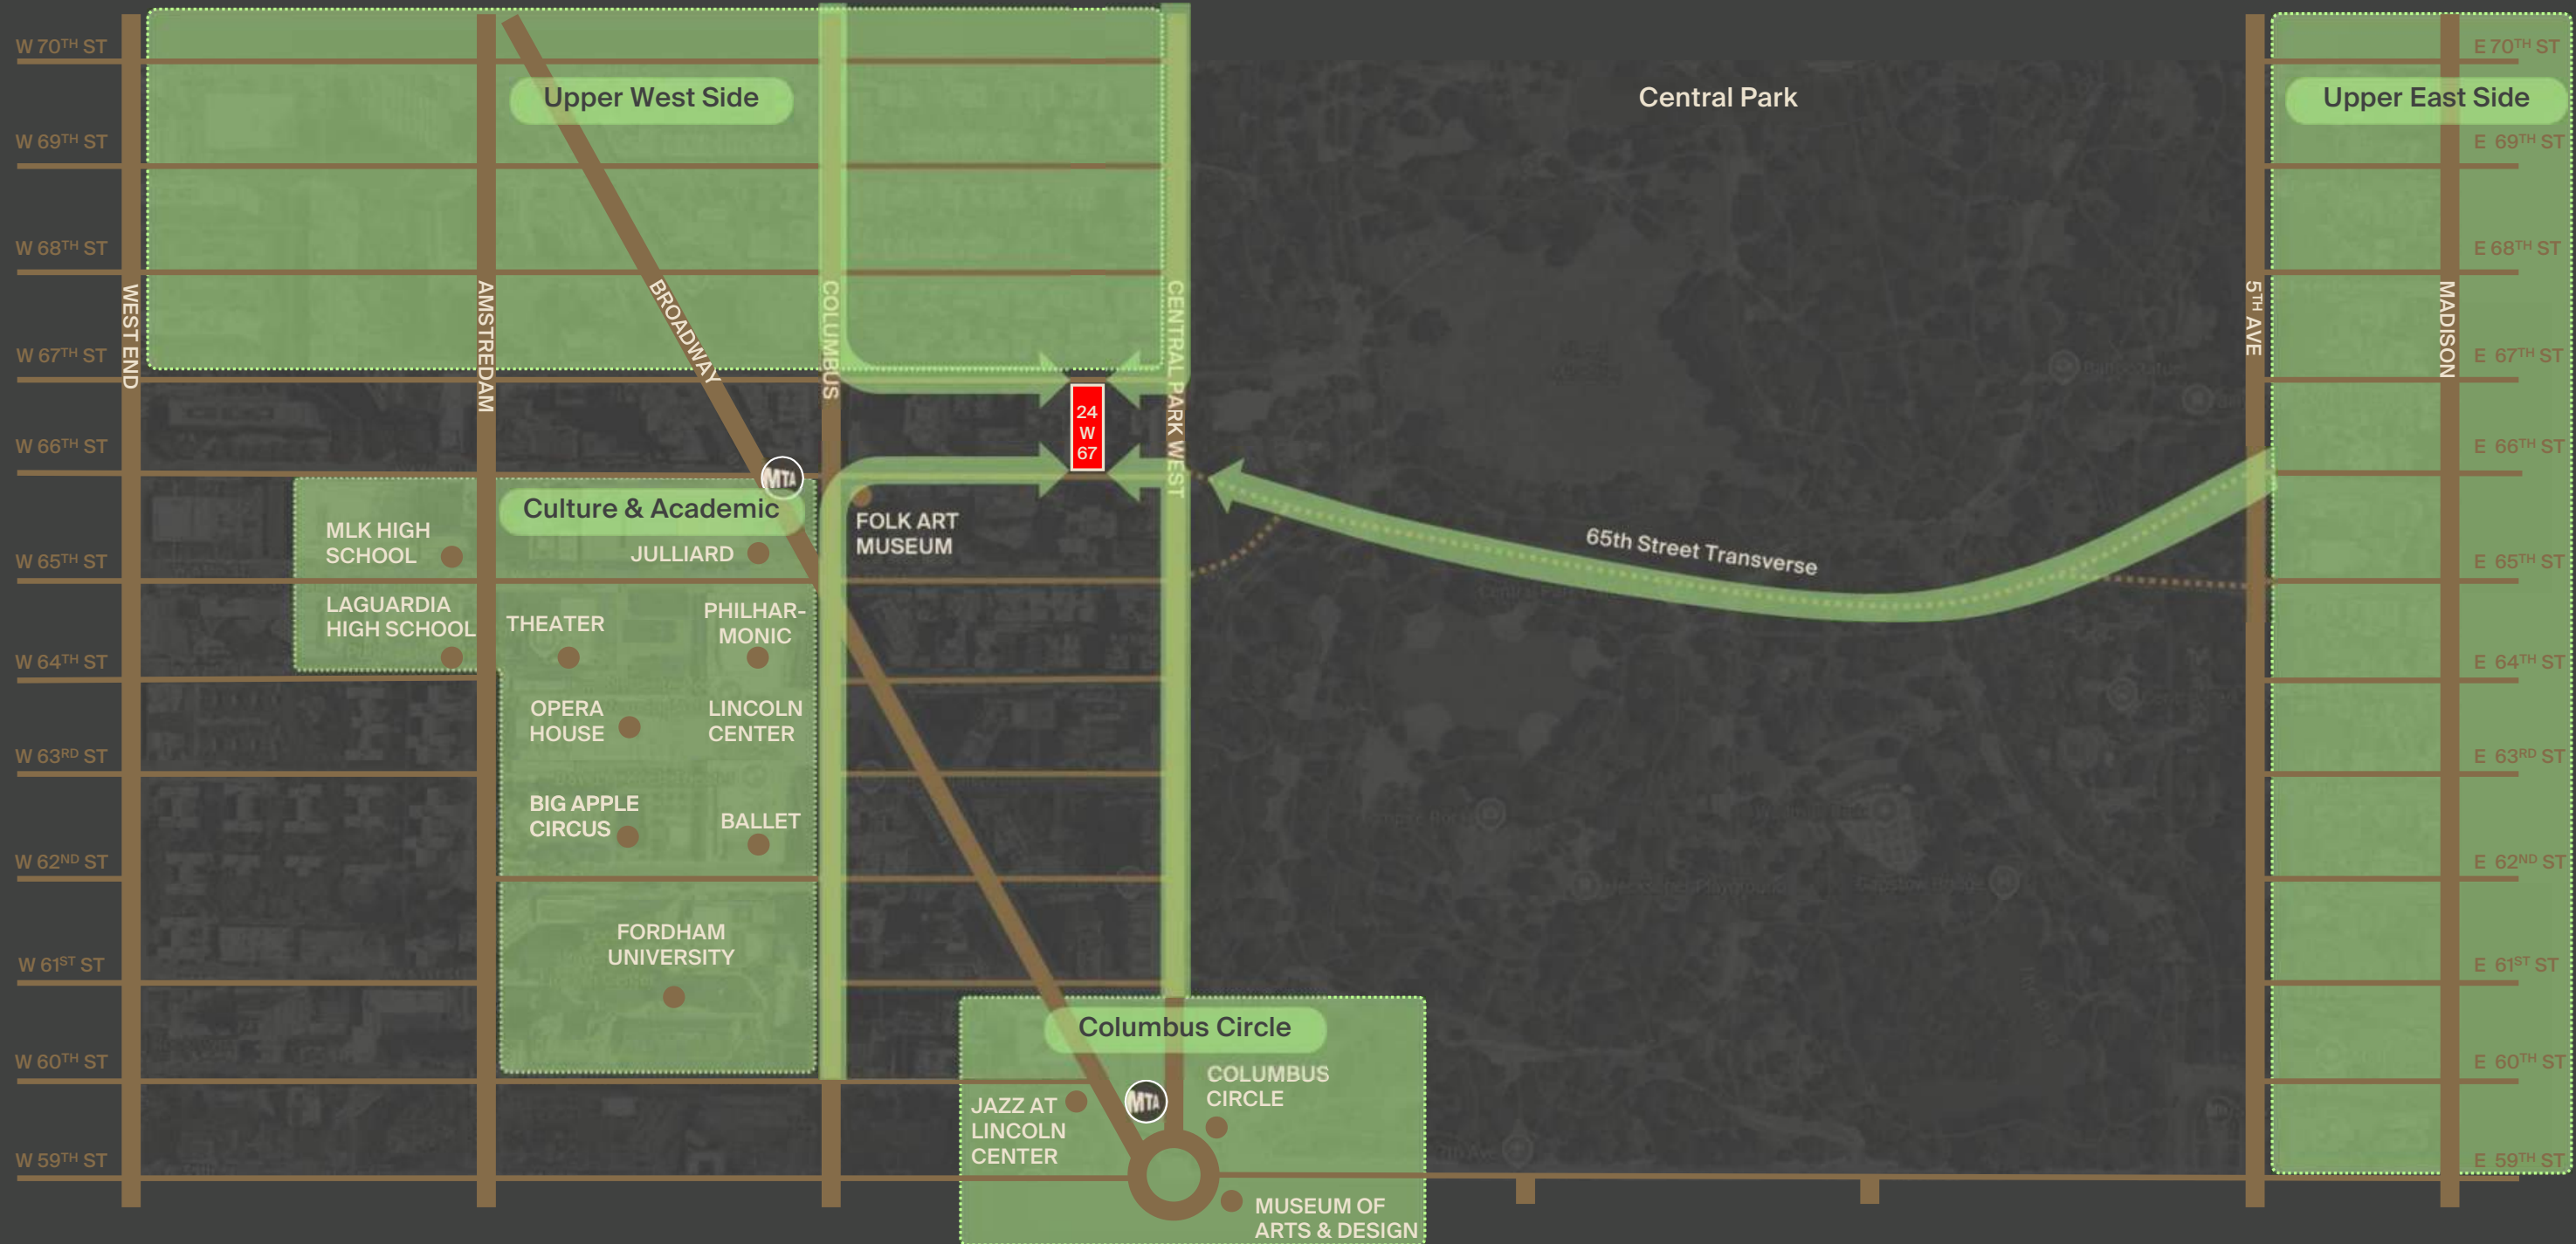 W 70TH ST
W 69TH ST
W 68TH ST
W 67TH ST
W 66TH ST
W 65TH ST
W 64TH ST
W 63RD ST
W 62ND ST
W 61ST ST
W 60TH ST
W 59TH ST
WEST END
AMSTREDAM
BROADWAY
COLUMBUS
CENTRAL PARK WEST
Upper West Side
24
W
67
MTA
Culture & Academic
MLK HIGH
SCHOOL
JULLIARD
LAGUARDIA
HIGH SCHOOL
THEATER
PHILHAR-
MONIC
OPERA
HOUSE
LINCOLN
CENTER
BIG APPLE
CIRCUS
BALLET
FORDHAM
UNIVERSITY
FOLK ART
MUSEUM
Columbus Circle
JAZZ AT
LINCOLN
CENTER
MTA
COLUMBUS
CIRCLE
MUSEUM OF
ARTS & DESIGN
Central Park
65th Street Transverse
5TH AVE
MADISON
Upper East Side
E 70TH ST
E 69TH ST
E 68TH ST
E 67TH ST
E 66TH ST
E 65TH ST
E 64TH ST
E 63RD ST
E 62ND ST
E 61ST ST
E 60TH ST
E 59TH ST